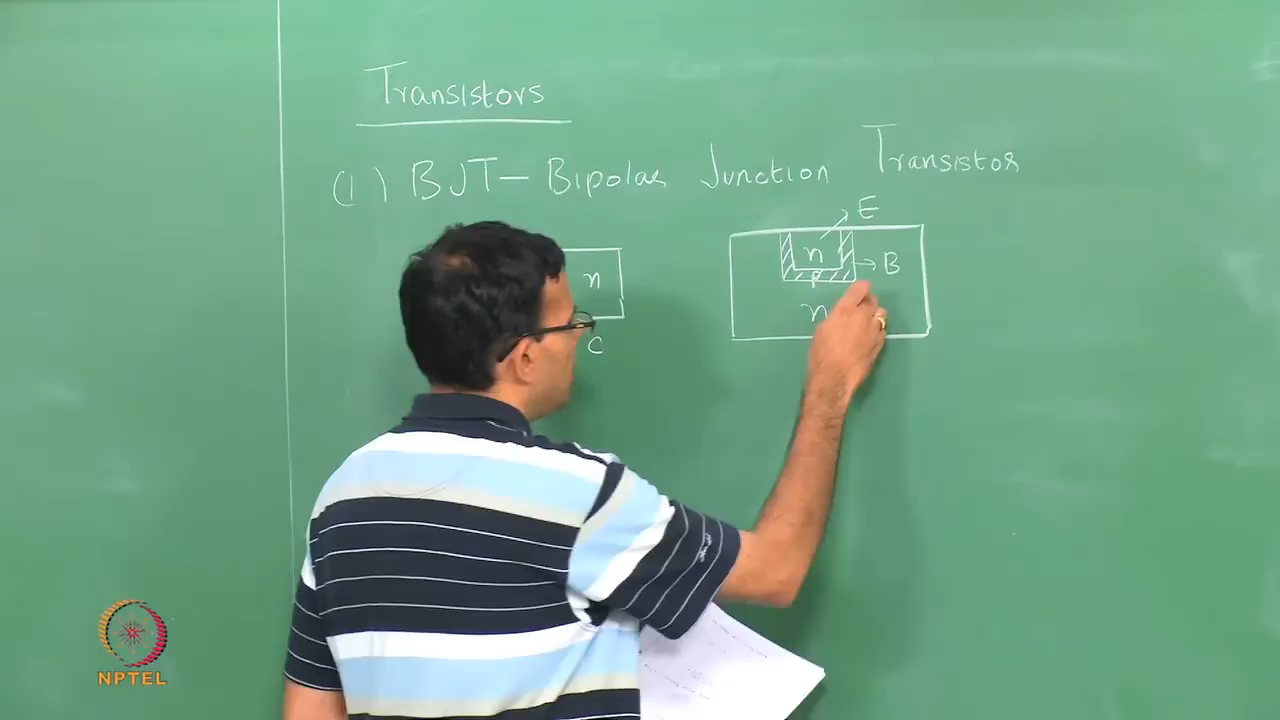 Transistors
(1) BJT - Bipolar Junction Transistor
E
n
n
B
P
n
C
NPTEL